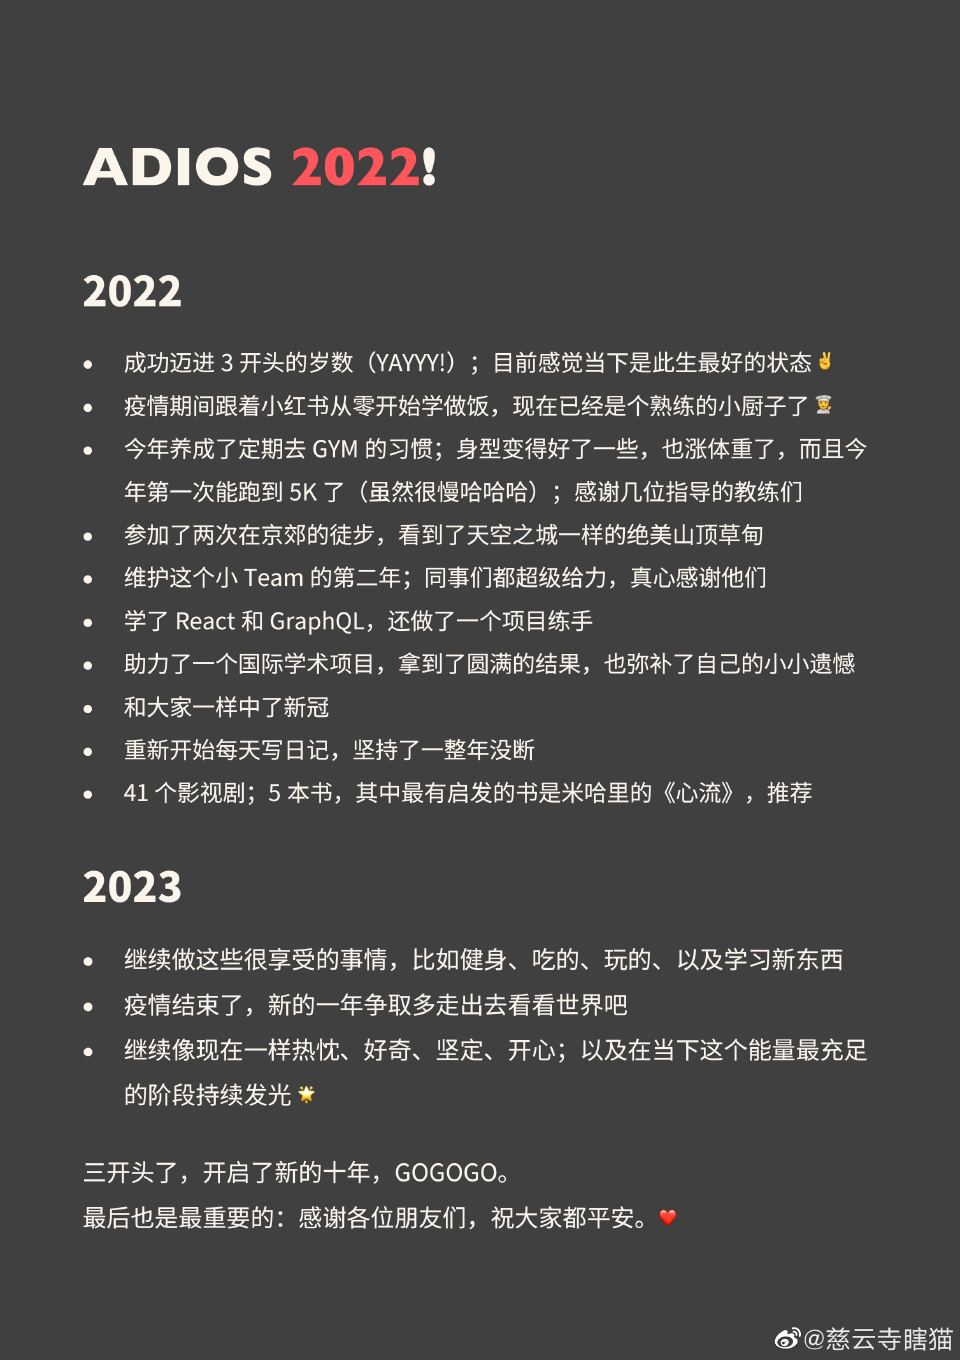 ADIOS 2022!
2022
• 成功迈进 3 开头的岁数（YAYYY!）；目前感觉当下是此生最好的状态✌️
• 疫情期间跟着小红书从零开始学做饭，现在已经是个熟练的小厨子了👨‍🍳
• 今年养成了定期去 GYM 的习惯；身型变得好了一些，也涨体重了，而且今
年第一次能跑到 5K 了（虽然很慢哈哈哈）；感谢几位指导的教练们
• 参加了两次在京郊的徒步，看到了天空之城一样的绝美山顶草甸
• 维护这个小 Team 的第二年；同事们都超级给力，真心感谢他们
• 学了 React 和 GraphQL，还做了一个项目练手
• 助力了一个国际学术项目，拿到了圆满的结果，也弥补了自己的小小遗憾
• 和大家一样中了新冠
• 重新开始每天写日记，坚持了一整年没断
• 41 个影视剧；5 本书，其中最有启发的书是米哈里的《心流》，推荐
2023
• 继续做这些很享受的事情，比如健身、吃的、玩的、以及学习新东西
• 疫情结束了，新的一年争取多走出去看看世界吧
• 继续像现在一样热忱、好奇、坚定、开心；以及在当下这个能量最充足
的阶段持续发光 🌟
三开头了，开启了新的十年，GOGOGO。
最后也是最重要的：感谢各位朋友们，祝大家都平安。❤️
@慈云寺瞎猫